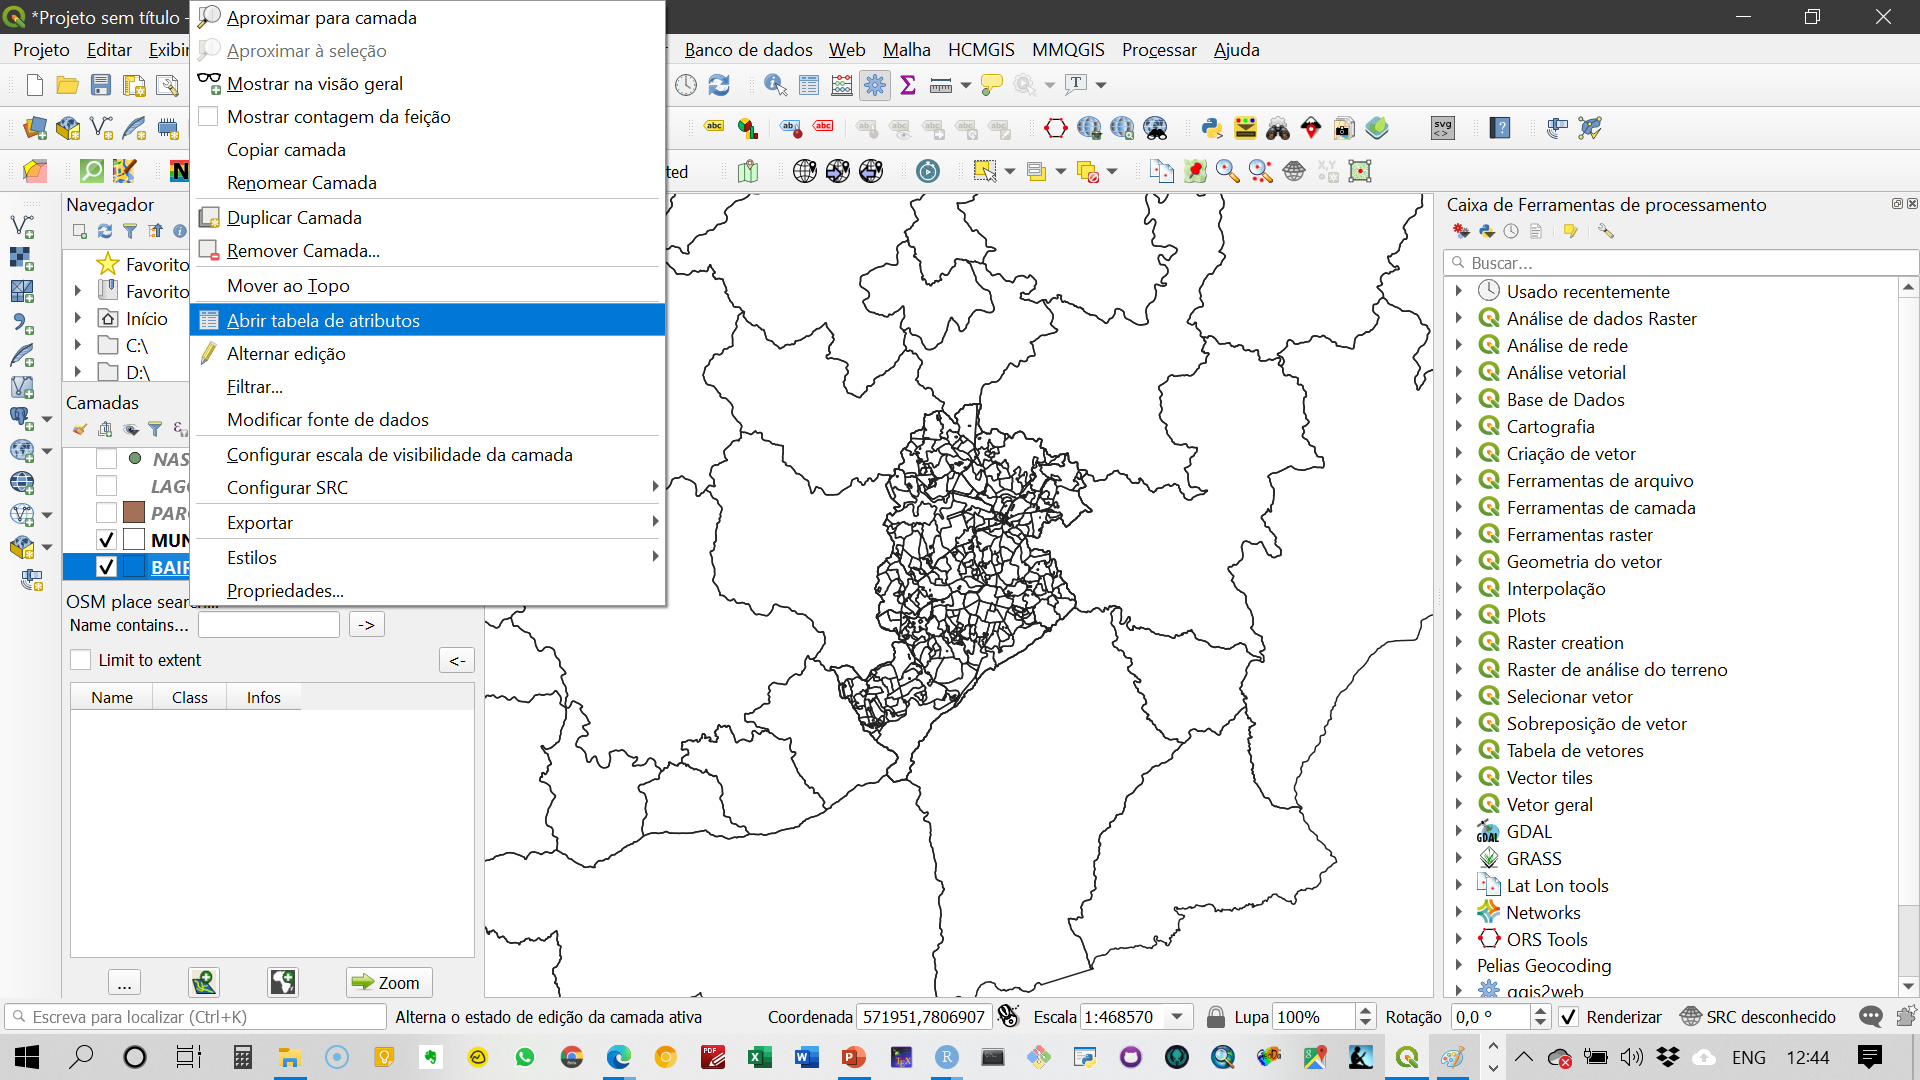 *Projeto sem título -
Projeto Editar Exibir Banco de dados Web Malha HCMGIS MMQGIS Processar Ajuda
Aproximar para camada
Aproximar à seleção
Mostrar na visão geral
Mostrar contagem da feição
Copiar camada
Renomear Camada
Duplicar Camada
Remover Camada...
Mover ao Topo
Abrir tabela de atributos
Alternar edição
Filtrar...
Modificar fonte de dados
Configurar escala de visibilidade da camada
Configurar SRC
Exportar
Estilos
Propriedades...
abc abc abc abc
svg
ted
Navegador
Favorito
Favorito
Início
C:\
D:\
Camadas
NAS
LAGO
PARC
MUN
BAIR
OSM place search...
Name contains... ->
Limit to extent <-
Name Class Infos
... Zoom
Caixa de Ferramentas de processamento
Buscar...
Usado recentemente
Análise de dados Raster
Análise de rede
Análise vetorial
Base de Dados
Cartografia
Criação de vetor
Ferramentas de arquivo
Ferramentas de camada
Ferramentas raster
Geometria do vetor
Interpolação
Plots
Raster creation
Raster de análise do terreno
Selecionar vetor
Sobreposição de vetor
Tabela de vetores
Vector tiles
Vetor geral
GDAL
GRASS
Lat Lon tools
Networks
ORS Tools
Pelias Geocoding
qgis2web
Escreva para localizar (Ctrl+K) Alterna o estado de edição da camada ativa Coordenada 571951,7806907 Escala 1:468570 Lupa 100% Rotação 0,0 ° Renderizar SRC desconhecido
ENG 12:44